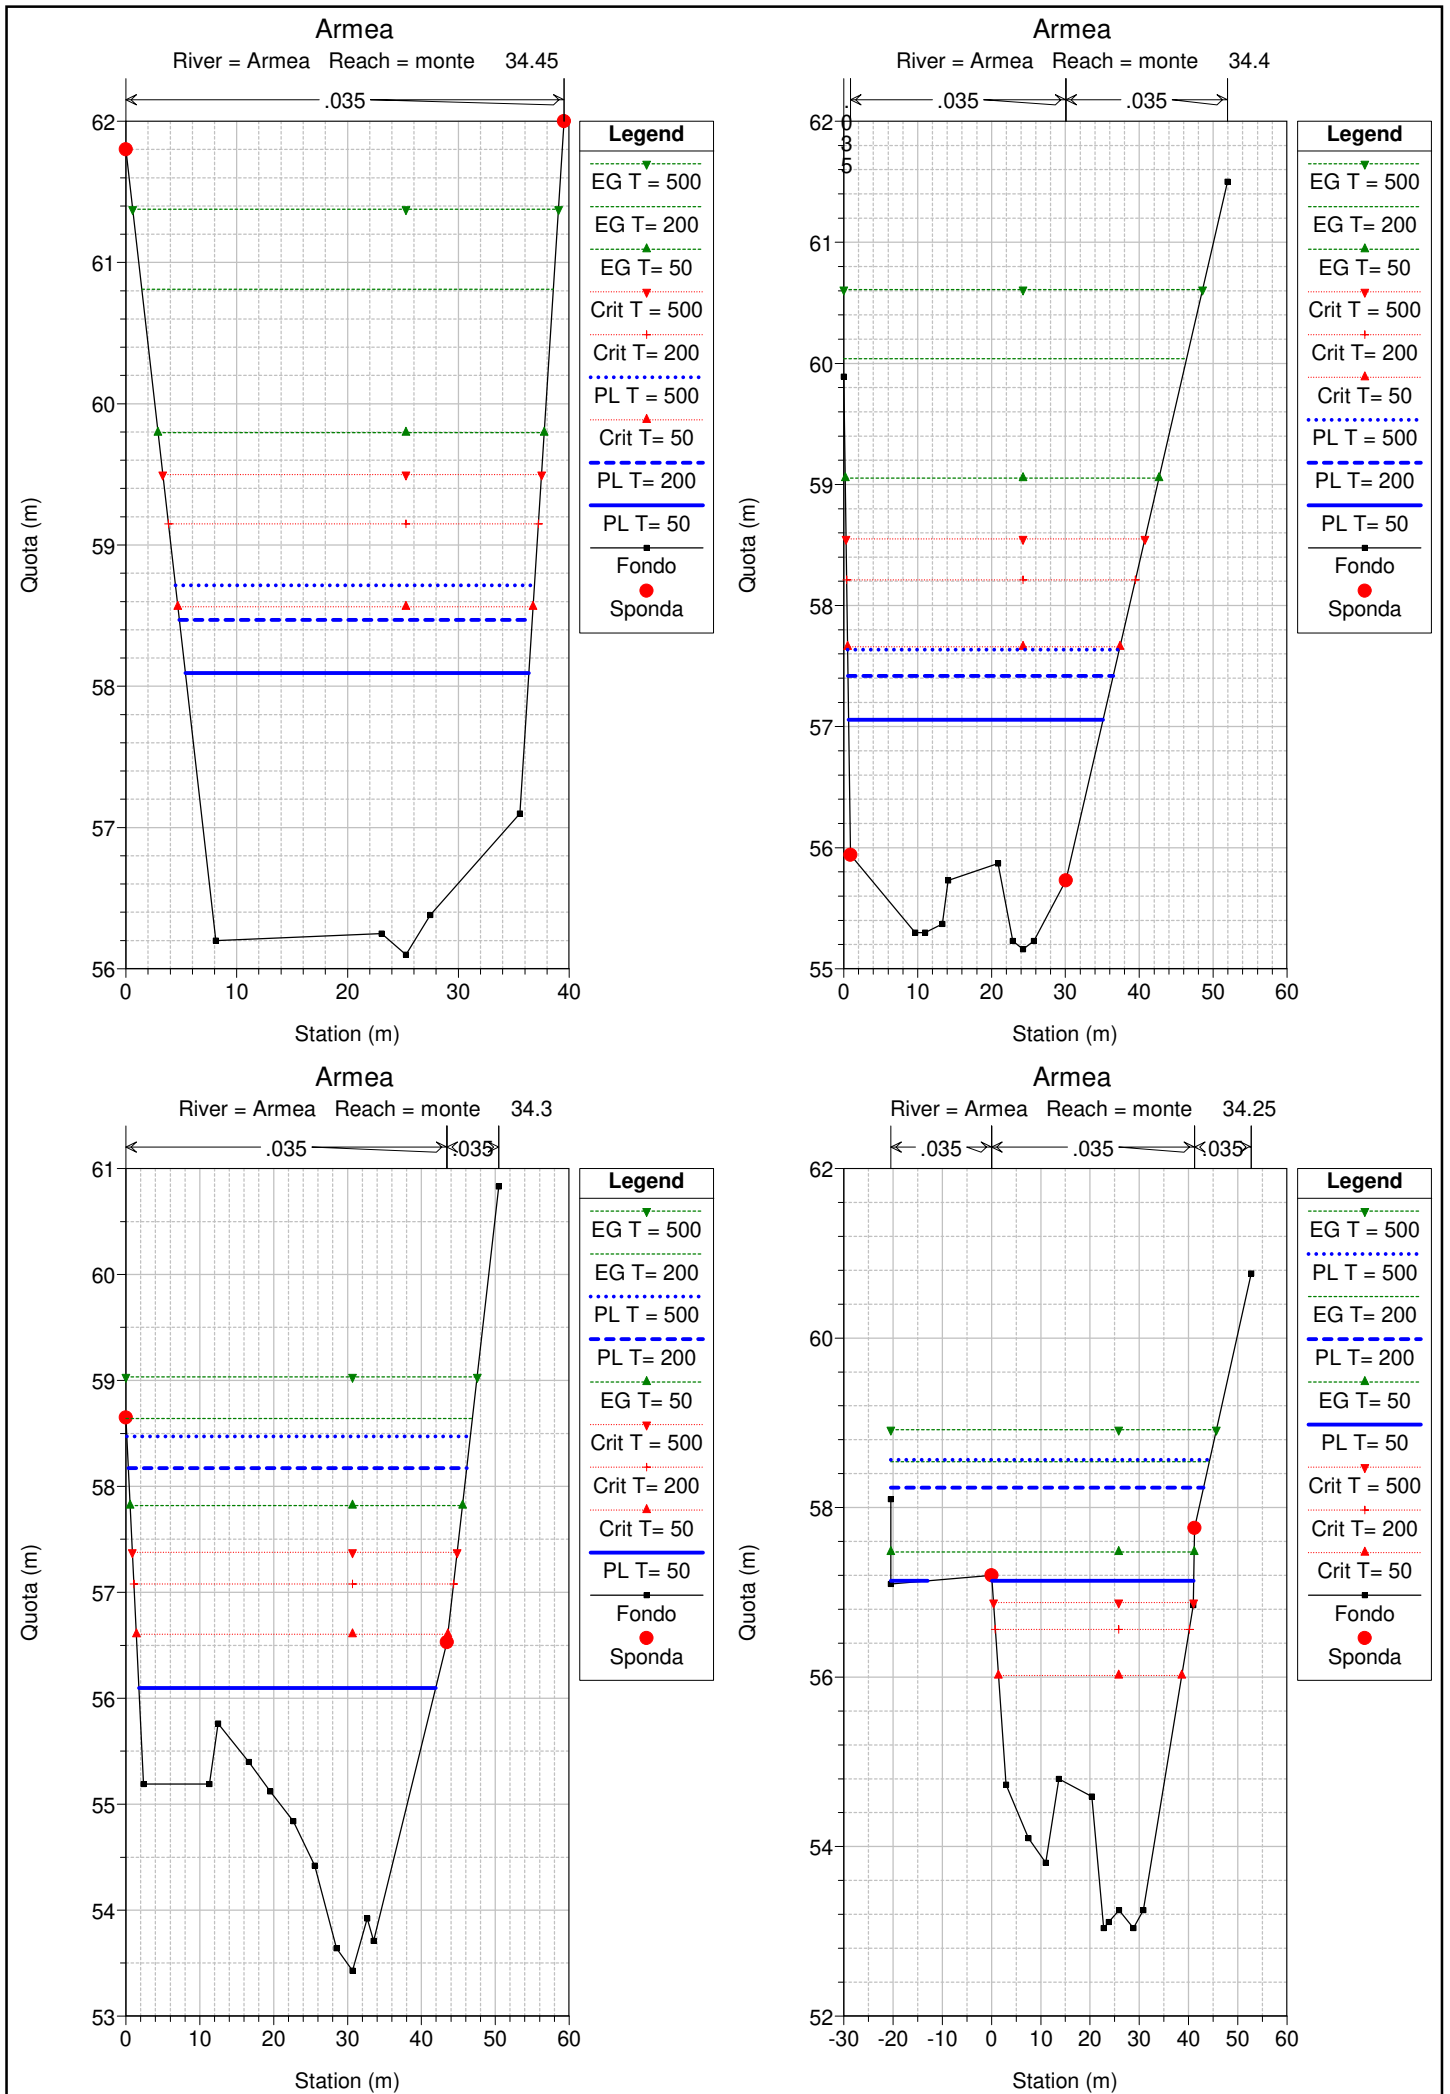 Armea
River = Armea Reach = monte 34.45
.035
62
61
60
59
58
57
56
Quota (m)
0 10 20 30 40
Station (m)
Legend
EG T = 500
EG T= 200
EG T= 50
Crit T = 500
Crit T= 200
PL T = 500
Crit T= 50
PL T= 200
PL T= 50
Fondo
Sponda
Armea
River = Armea Reach = monte 34.4
.035
.035 .035
62
61
60
59
58
57
56
55
Quota (m)
0 10 20 30 40 50 60
Station (m)
Legend
EG T = 500
EG T= 200
EG T= 50
Crit T = 500
Crit T= 200
Crit T= 50
PL T = 500
PL T= 200
PL T= 50
Fondo
Sponda
Armea
River = Armea Reach = monte 34.3
.035 .035
61
60
59
58
57
56
55
54
53
Quota (m)
0 10 20 30 40 50 60
Station (m)
Legend
EG T = 500
EG T= 200
PL T = 500
PL T= 200
EG T= 50
Crit T = 500
Crit T= 200
Crit T= 50
PL T= 50
Fondo
Sponda
Armea
River = Armea Reach = monte 34.25
.035 .035 .035
62
60
58
56
54
52
Quota (m)
-30 -20 -10 0 10 20 30 40 50 60
Station (m)
Legend
EG T = 500
PL T = 500
EG T= 200
PL T= 200
EG T= 50
PL T= 50
Crit T = 500
Crit T= 200
Crit T= 50
Fondo
Sponda